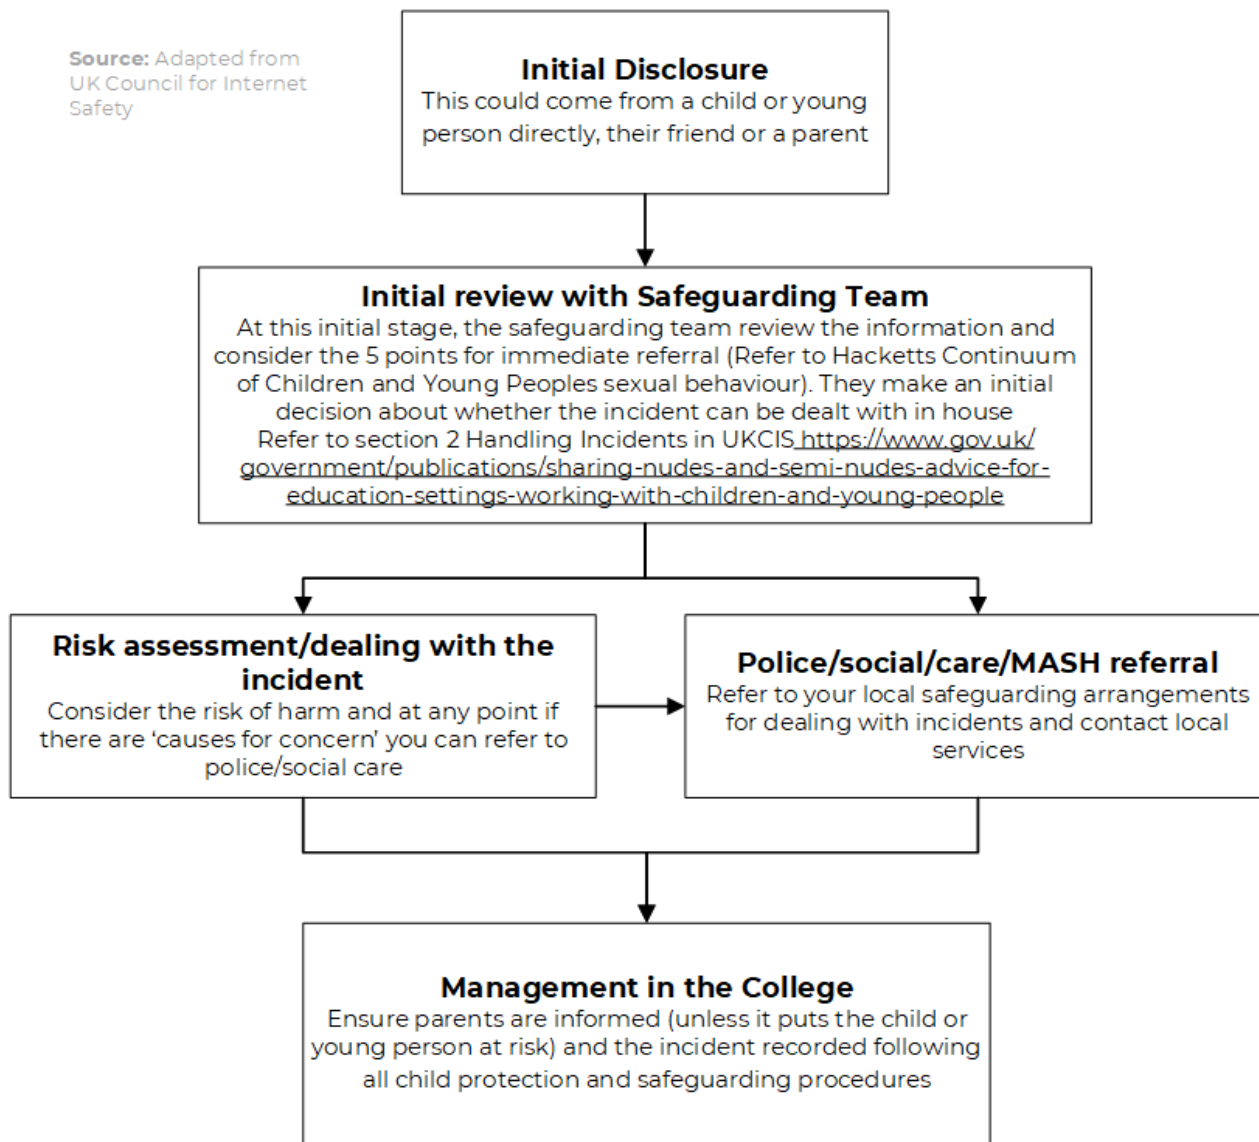 Source: Adapted from
UK Council for Internet
Safety
Initial Disclosure
This could come from a child or young
person directly, their friend or a parent
Initial review with Safeguarding Team
At this initial stage, the safeguarding team review the information and
consider the 5 points for immediate referral (Refer to Hacketts Continuum
of Children and Young Peoples sexual behaviour). They make an initial
decision about whether the incident can be dealt with in house
Refer to section 2 Handling Incidents in UKCIS https://www.gov.uk/
government/publications/sharing-nudes-and-semi-nudes-advice-for-
education-settings-working-with-children-and-young-people
Risk assessment/dealing with the
incident
Consider the risk of harm and at any point if
there are ‘causes for concern’ you can refer to
police/social care
Police/social/care/MASH referral
Refer to your local safeguarding arrangements
for dealing with incidents and contact local
services
Management in the College
Ensure parents are informed (unless it puts the child or
young person at risk) and the incident recorded following
all child protection and safeguarding procedures